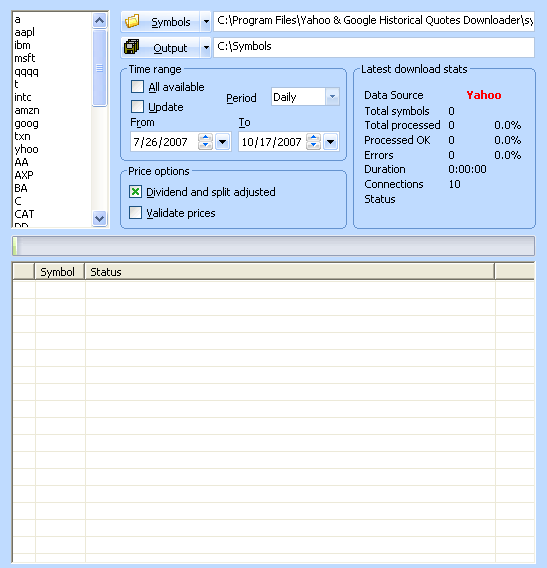 a
aapl
ibm
msft
qqqq
t
intc
amzn
goog
txn
yhoo
AA
AXP
BA
C
CAT
DD
Symbols C:\Program Files\Yahoo & Google Historical Quotes Downloader\sy
Output C:\Symbols
Time range
All available
Update
Period Daily
From To
7/26/2007 10/17/2007
Price options
Dividend and split adjusted
Validate prices
Latest download stats
Data Source Yahoo
Total symbols 0
Total processed 0 0.0%
Processed OK 0 0.0%
Errors 0 0.0%
Duration 0:00:00
Connections 10
Status
Symbol Status